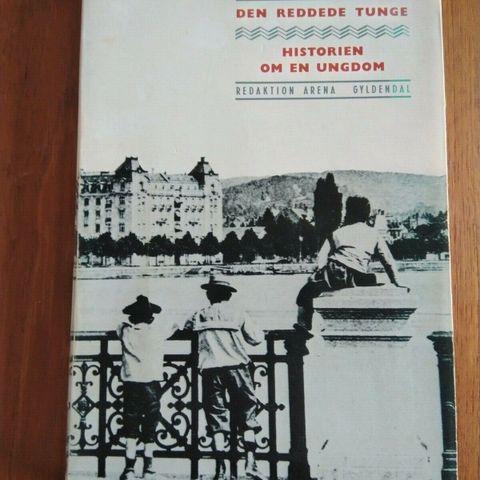 DEN REDDEDE TUNGE
HISTORIEN
OM EN UNGDOM
REDAKTION ARENA GYLDENDAL